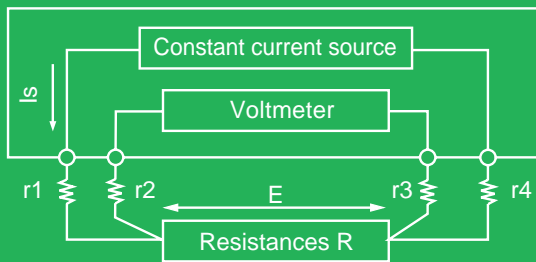 Constant current source
Is
Voltmeter
r1
r2
E
r3
r4
Resistances R